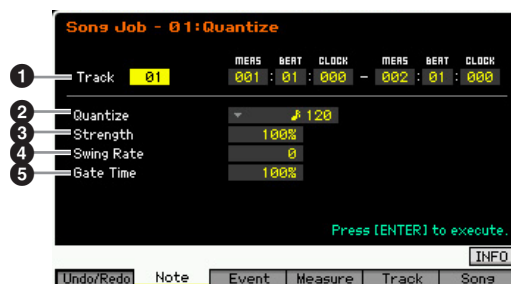 Song Job - 01:Quantize
MEAS BEAT CLOCK MEAS BEAT CLOCK
1 Track 01 001 : 01 : 000 - 002 : 01 : 000
2 Quantize ♪ 120
3 Strength 100%
4 Swing Rate 0
5 Gate Time 100%
Press [ENTER] to execute.
INFO
Undo/Redo Note Event Measure Track Song